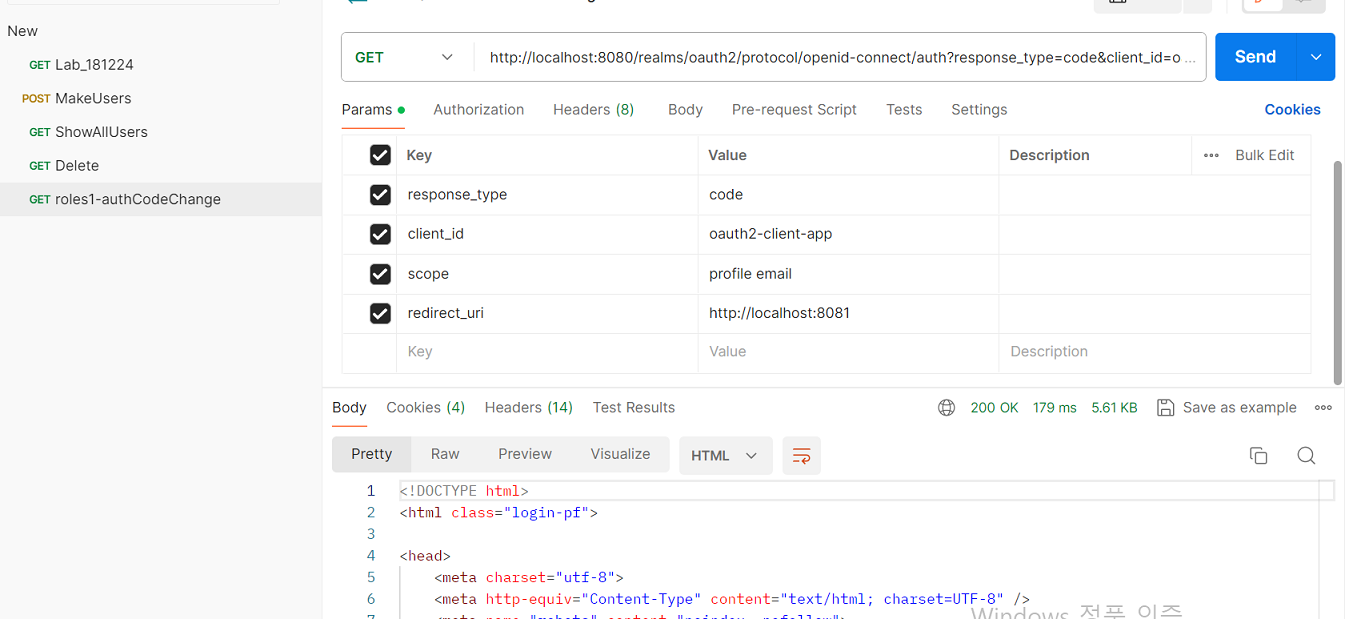 New
GET Lab_181224
POST MakeUsers
GET ShowAllUsers
GET Delete
GET roles1-authCodeChange
GET http://localhost:8080/realms/oauth2/protocol/openid-connect/auth?response_type=code&client_id=o ... Send
Params Authorization Headers (8) Body Pre-request Script Tests Settings Cookies
Key Value Description Bulk Edit
response_type code
client_id oauth2-client-app
scope profile email
redirect_uri http://localhost:8081
Key Value Description
Body Cookies (4) Headers (14) Test Results 200 OK 179 ms 5.61 KB Save as example
Pretty Raw Preview Visualize HTML
1 <!DOCTYPE html>
2 <html class="login-pf">
3
4 <head>
5 <meta charset="utf-8">
6 <meta http-equiv="Content-Type" content="text/html; charset=UTF-8" />
Windows 정품 인증